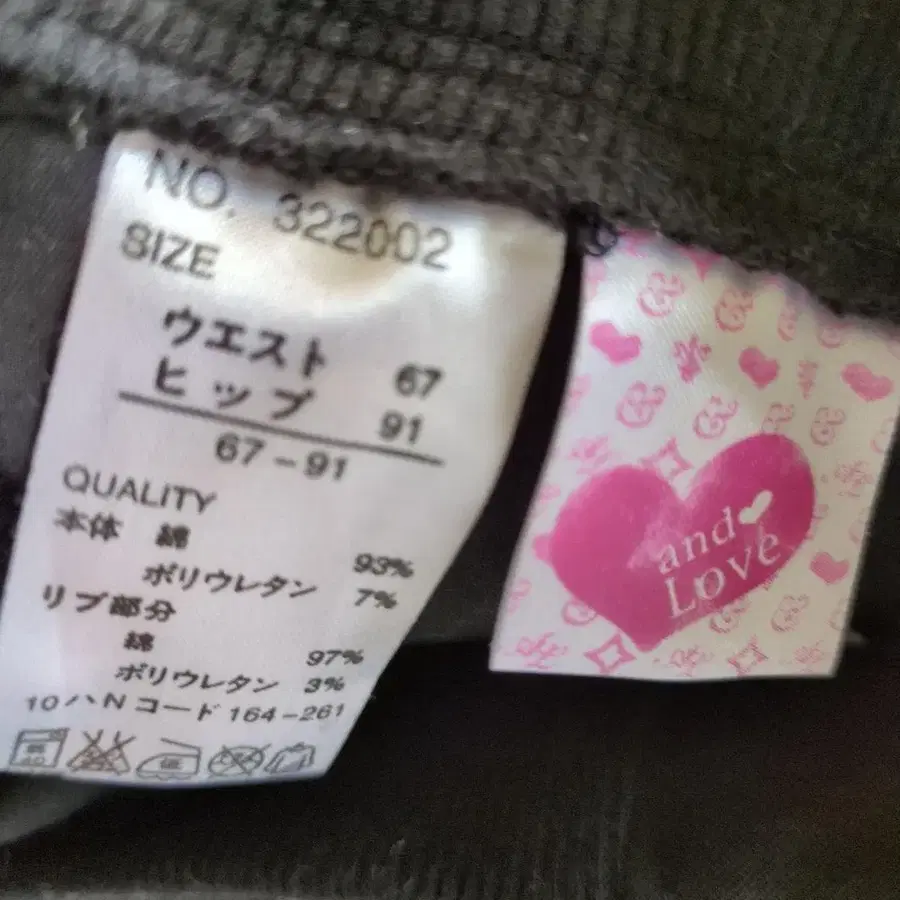 NO. 322002
SIZE
ウエスト 67
ヒップ 91
67-91
QUALITY
本体 綿 93%
ポリウレタン 7%
リブ部分
綿 97%
ポリウレタン 3%
10ハNコード 164-261
and
Love